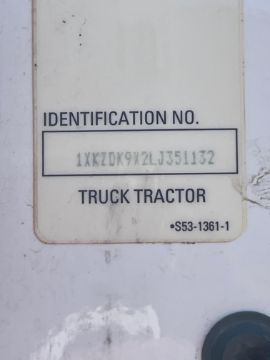 IDENTIFICATION NO.
1XKZDK9X2LJ351132
TRUCK TRACTOR
•S53-1361-1